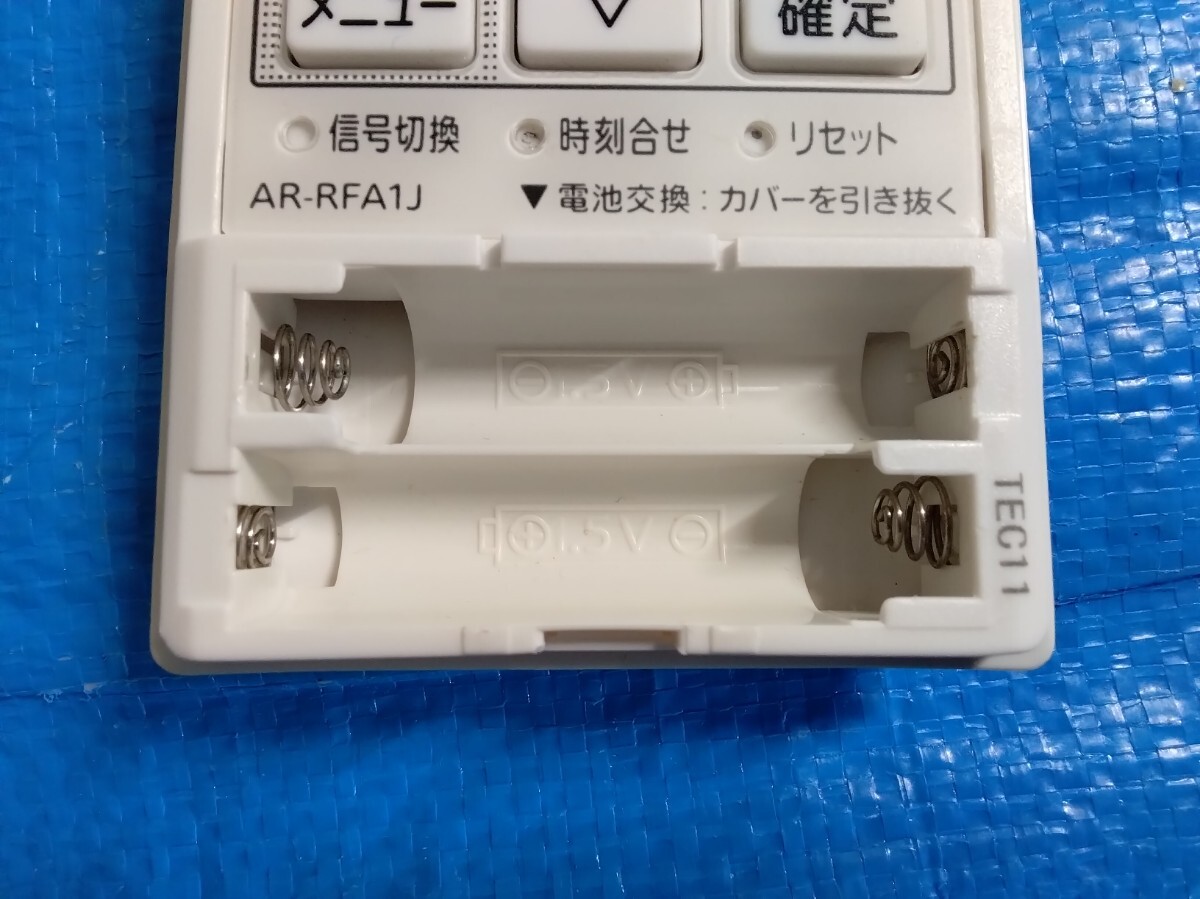 メニュー ▽ 確定
信号切換 時刻合せ リセット
AR-RFA1J ▼電池交換：カバーを引き抜く
⊖ 1.5V ⊕
⊕ 1.5V ⊖
TEC11